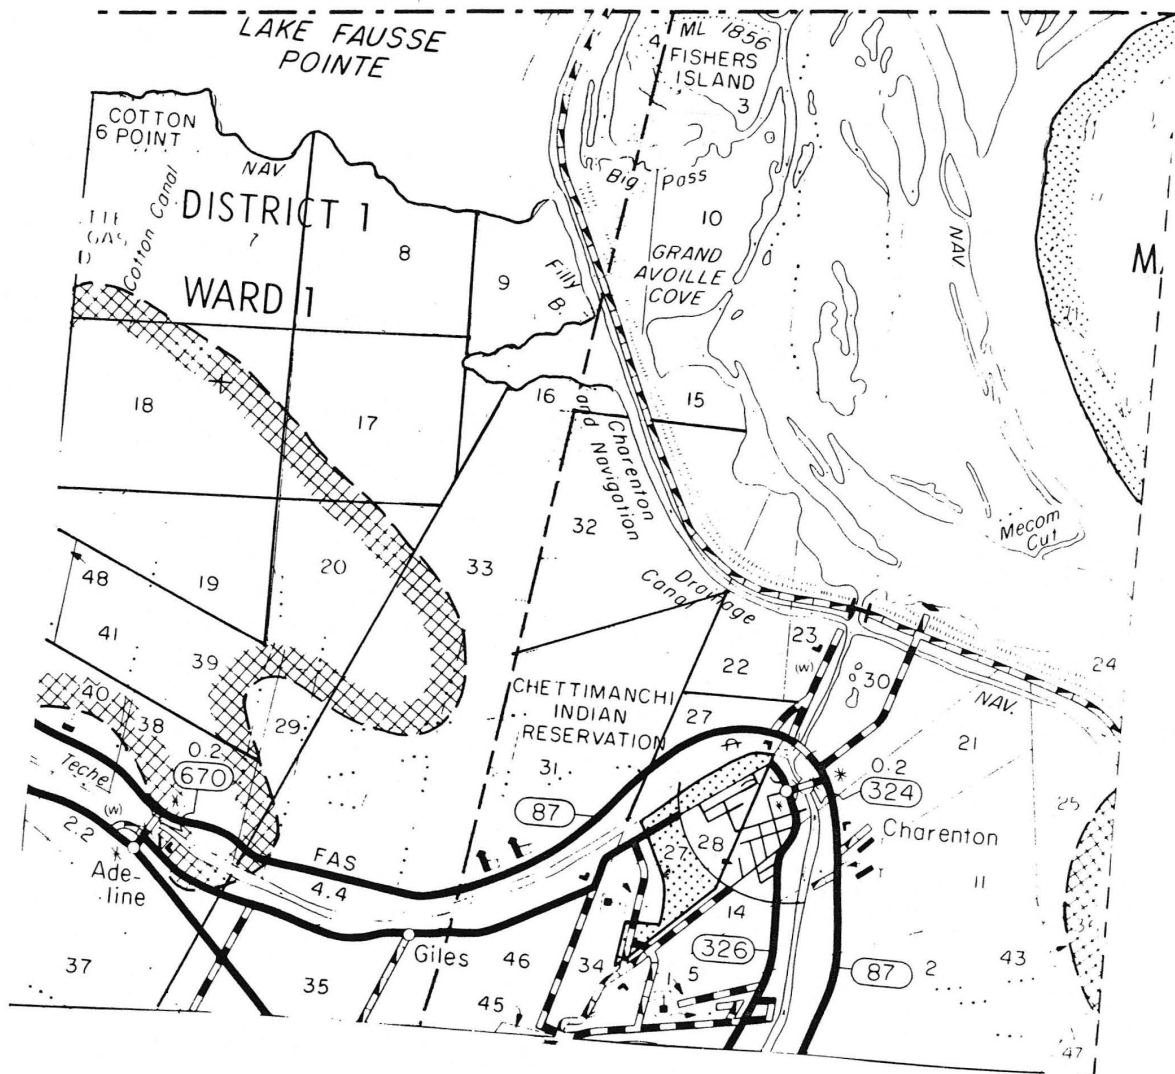 LAKE FAUSSE
POINTE
ML 1856
FISHERS
ISLAND
4
3
COTTON
6 POINT
NAV
Cotton Canal
DISTRICT 1
7
WARD 1
8
9
Filly
B.
Big Pass
10
GRAND
AVOILLE
COVE
NAV
M
18
17
16
15
Charenton
and Navigation
Drainage
Canal
32
33
Mecom
Cut
48
19
20
41
39
40
38
29
22
23
(W)
30
24
NAV.
CHETTIMANCHI
INDIAN
RESERVATION
27
31
21
25
0.2
670
0.2
324
87
Teche
(W)
2.2
Ade-
line
FAS
4.4
28
27
Charenton
T
11
14
Giles
37
35
46
34
45
5
326
87
2
43
47